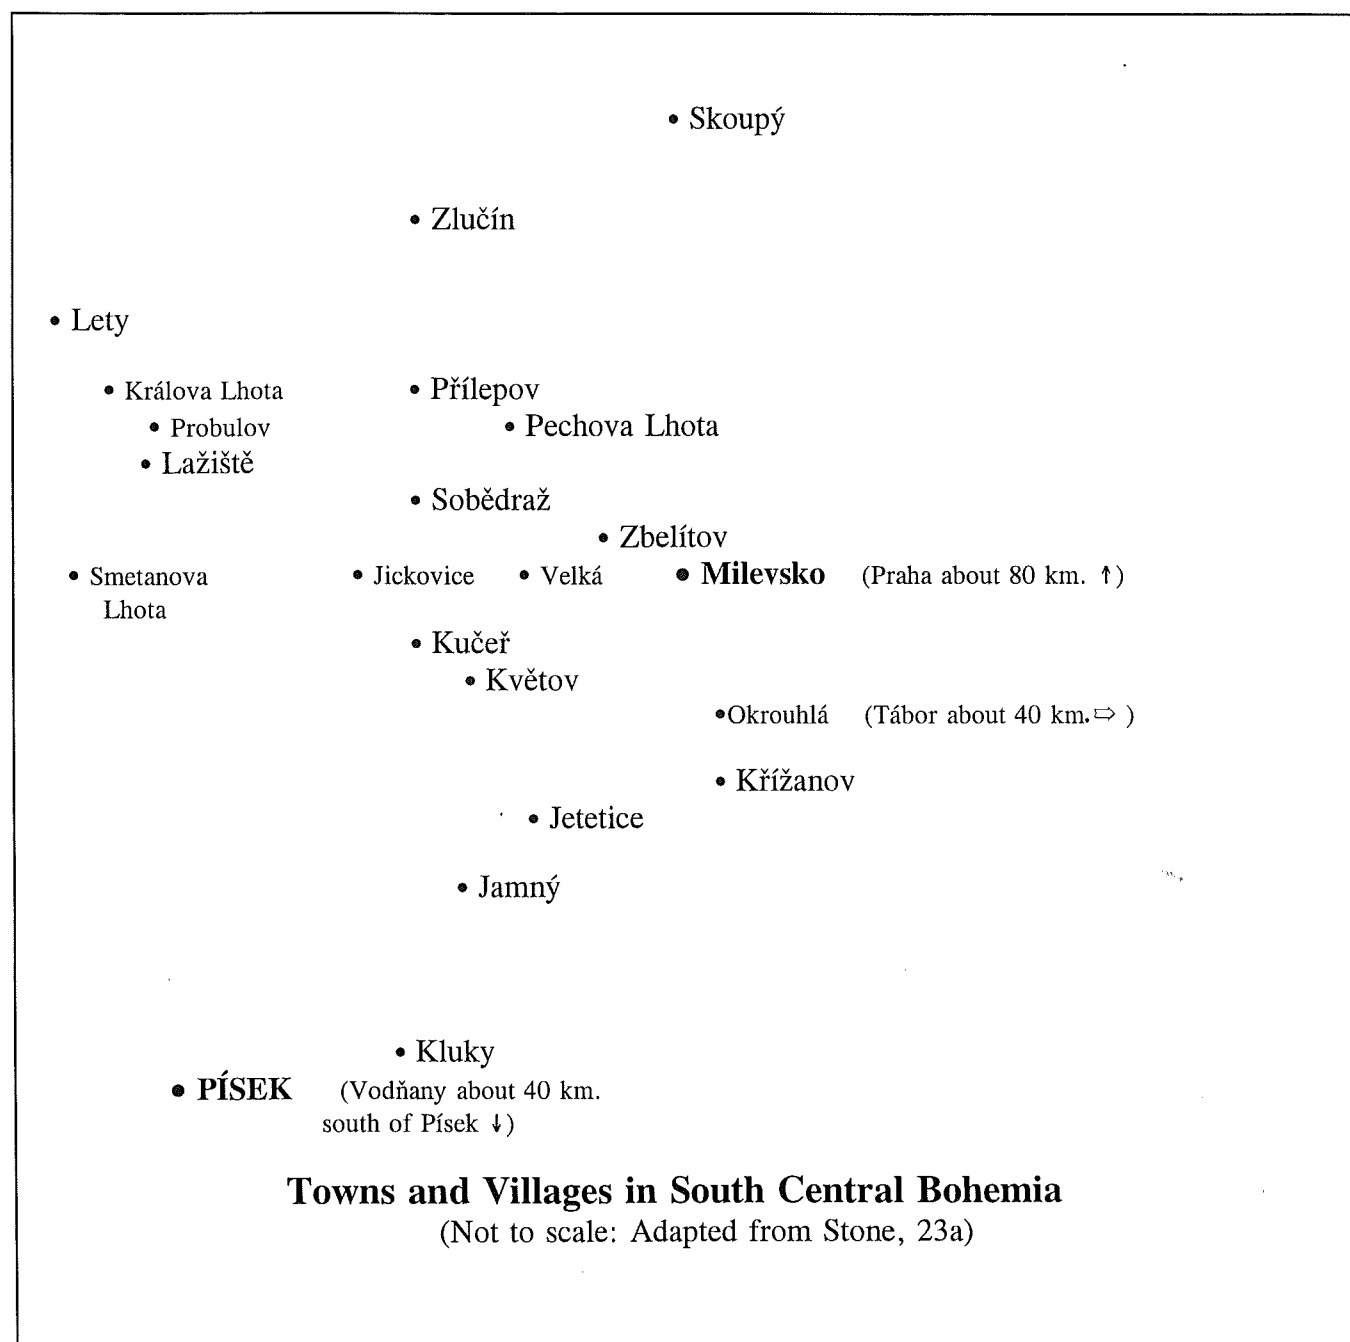 • Skoupý
• Zlučín
• Lety
• Králova Lhota • Přílepov
• Probulov • Pechova Lhota
• Lažiště
• Sobědraž
• Zbelítov
• Smetanova • Jickovice • Velká • Milevsko (Praha about 80 km. ↑)
Lhota
• Kučeř
• Květov
•Okrouhlá (Tábor about 40 km.⇨ )
• Křížanov
• Jetetice
• Jamný
• Kluky
• PÍSEK (Vodňany about 40 km.
south of Písek ↓)
Towns and Villages in South Central Bohemia
(Not to scale: Adapted from Stone, 23a)